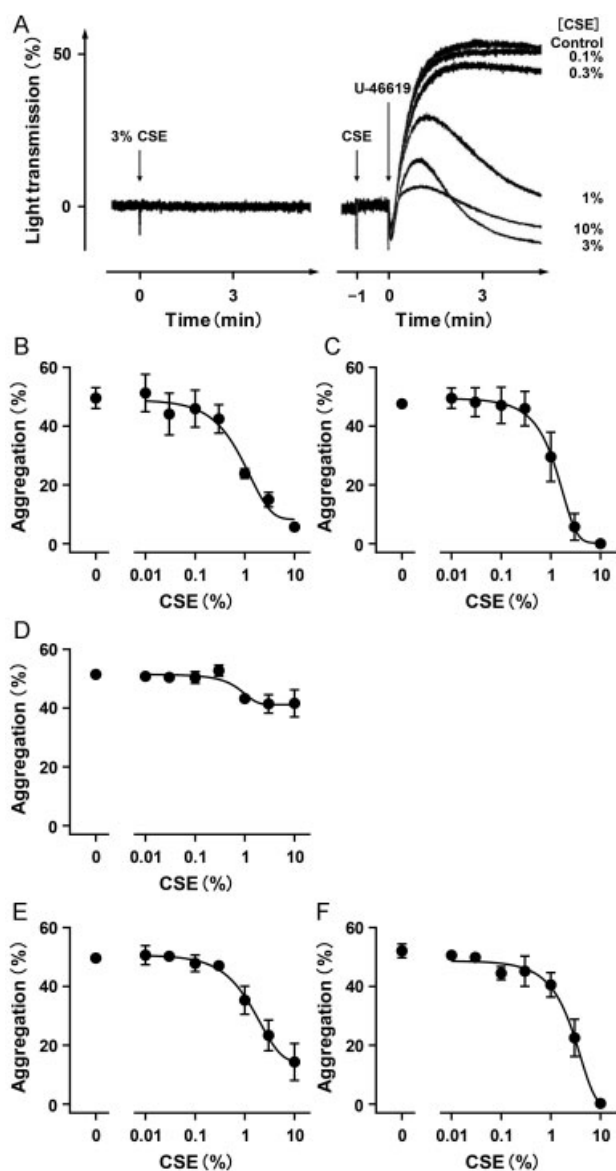 A
[CSE]
Control
0.1%
0.3%
1%
10%
3%
Light transmission (%)
50
0
3% CSE
CSE
U-46619
0 3
Time (min)
−1 0 3
Time (min)
B
Aggregation (%)
60
40
20
0
0 0.01 0.1 1 10
CSE (%)
C
Aggregation (%)
60
40
20
0
0 0.01 0.1 1 10
CSE (%)
D
Aggregation (%)
60
40
20
0
0 0.01 0.1 1 10
CSE (%)
E
Aggregation (%)
60
40
20
0
0 0.01 0.1 1 10
CSE (%)
F
Aggregation (%)
60
40
20
0
0 0.01 0.1 1 10
CSE (%)